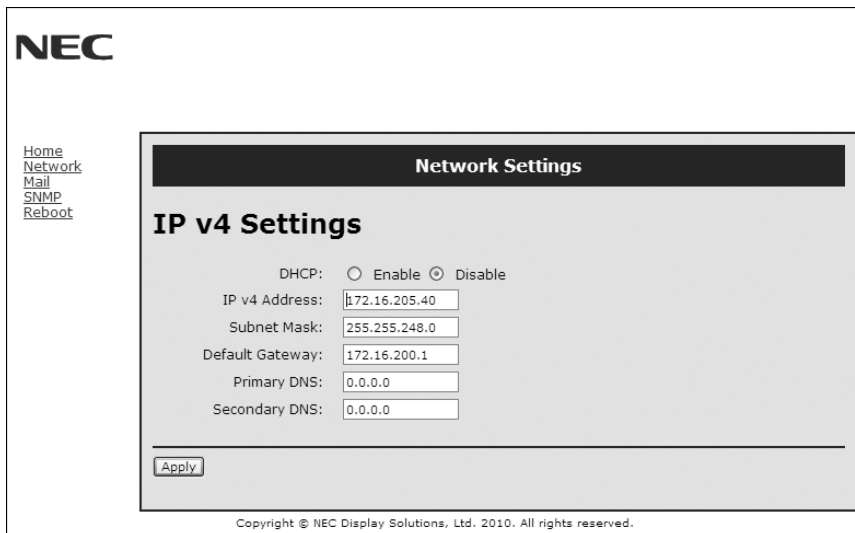 NEC
Home
Network
Mail
SNMP
Reboot
Network Settings
IP v4 Settings
DHCP: Enable Disable
IP v4 Address: 172.16.205.40
Subnet Mask: 255.255.248.0
Default Gateway: 172.16.200.1
Primary DNS: 0.0.0.0
Secondary DNS: 0.0.0.0
Apply
Copyright © NEC Display Solutions, Ltd. 2010. All rights reserved.